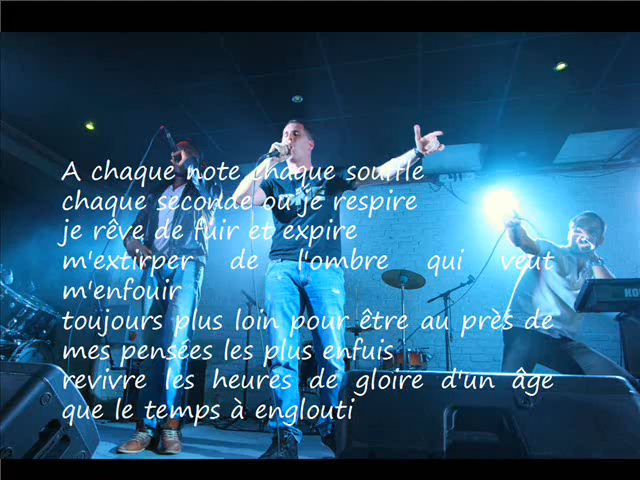 A chaque note chaque souffle
chaque seconde ou je respire
je rêve de fuir et expire
m'extirper de l'ombre qui veut
m'enfouir
toujours plus loin pour être au près de
mes pensées les plus enfuis
revivre les heures de gloire d'un âge
que le temps à englouti